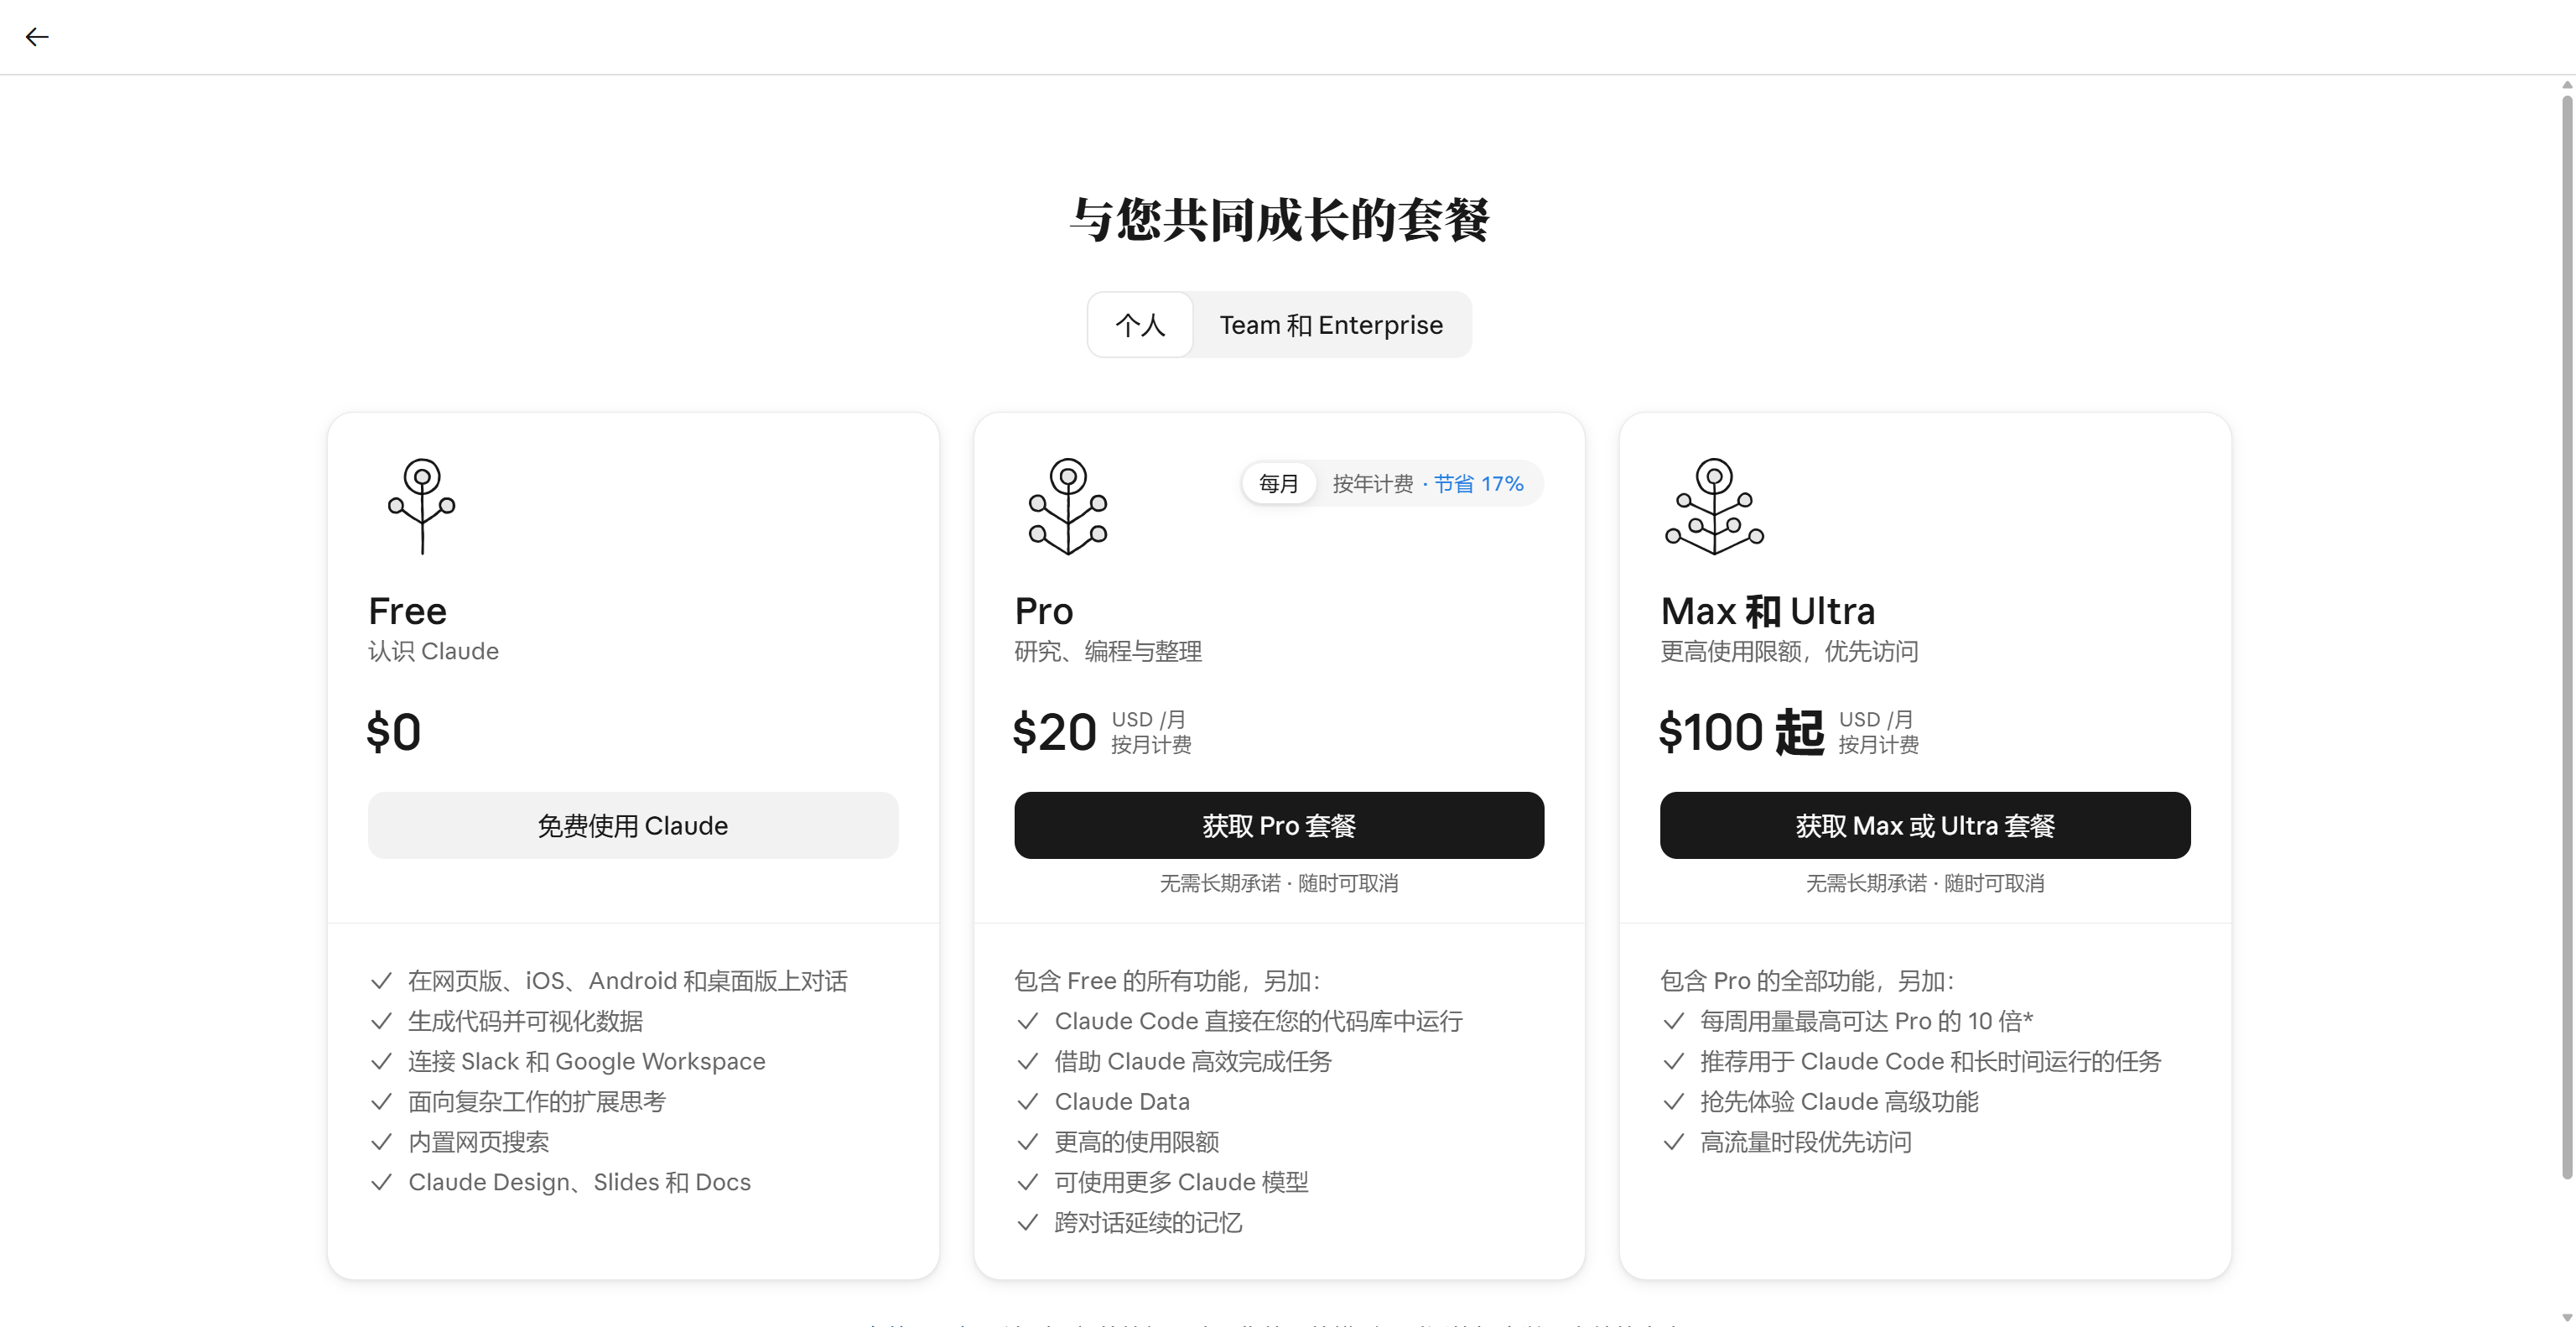 与您共同成长的套餐
个人
Team 和 Enterprise
Free
认识 Claude
$0
免费使用 Claude
在网页版、iOS、Android 和桌面版上对话
生成代码并可视化数据
连接 Slack 和 Google Workspace
面向复杂工作的扩展思考
内置网页搜索
Claude Design、Slides 和 Docs
每月
按年计费 · 节省 17%
Pro
研究、编程与整理
$20
USD /月
按月计费
获取 Pro 套餐
无需长期承诺 · 随时可取消
包含 Free 的所有功能，另加：
Claude Code 直接在您的代码库中运行
借助 Claude 高效完成任务
Claude Data
更高的使用限额
可使用更多 Claude 模型
跨对话延续的记忆
Max 和 Ultra
更高使用限额，优先访问
$100 起
USD /月
按月计费
获取 Max 或 Ultra 套餐
无需长期承诺 · 随时可取消
包含 Pro 的全部功能，另加：
每周用量最高可达 Pro 的 10 倍*
推荐用于 Claude Code 和长时间运行的任务
抢先体验 Claude 高级功能
高流量时段优先访问